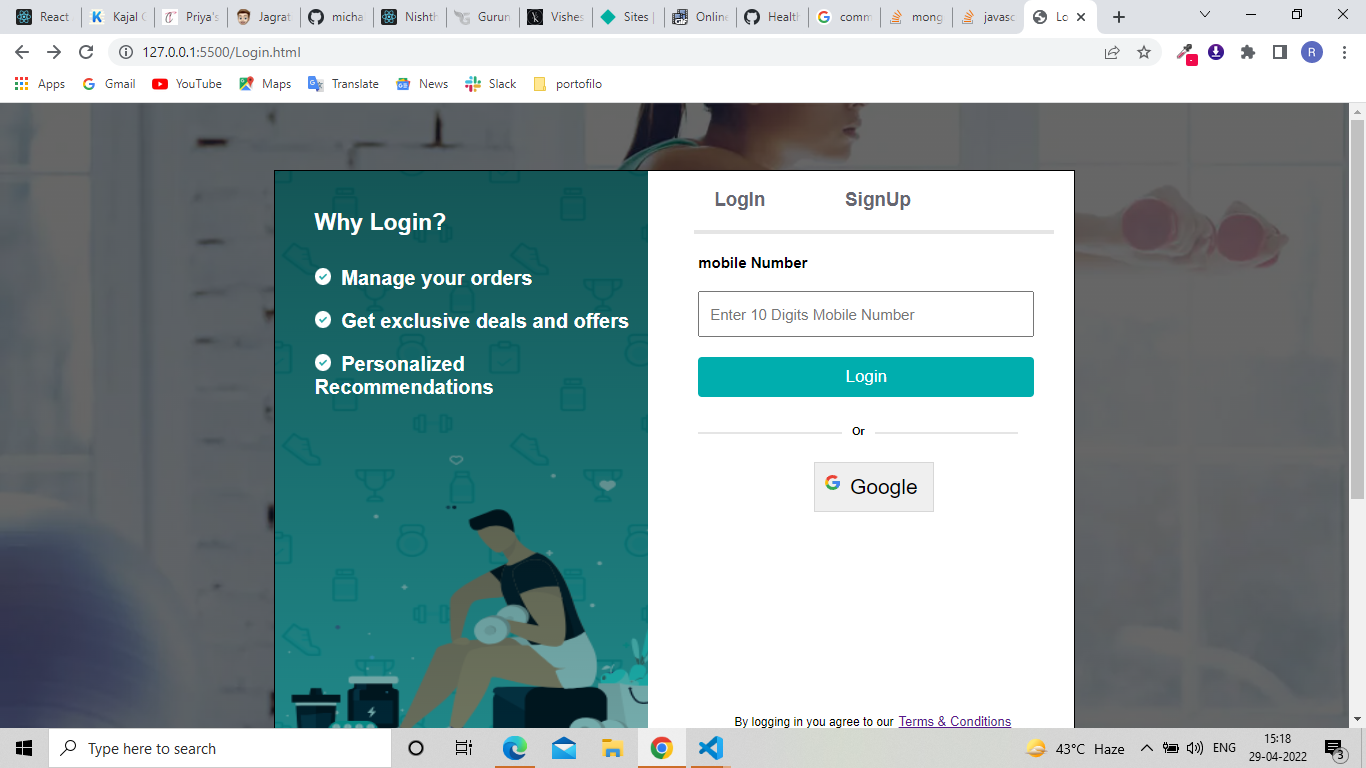 React
Kajal
Priya's
Jagrat
micha
Nishth
Gurun
Vishes
Sites
Online
Health
comm
mong
javasc
127.0.0.1:5500/Login.html
R
Apps
Gmail
YouTube
Maps
Translate
News
Slack
portofilo
Why Login?
Manage your orders
Get exclusive deals and offers
Personalized
Recommendations
LogIn SignUp
mobile Number
Enter 10 Digits Mobile Number
Login
Or
Google
By logging in you agree to our Terms & Conditions
Type here to search
43°C Haze
ENG
15:18
29-04-2022
3